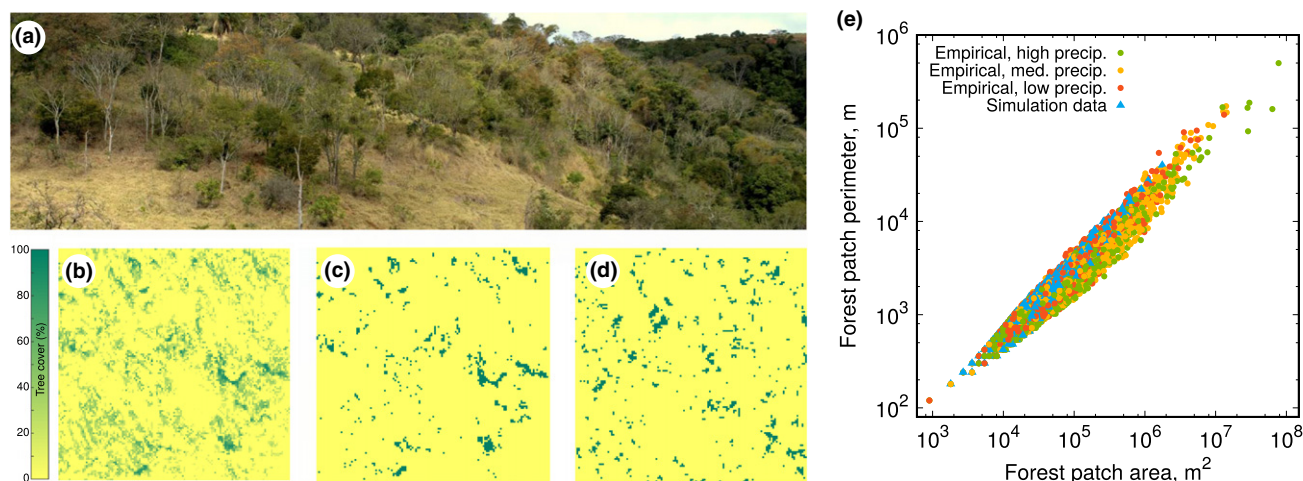 (a)
(b)
(c)
(d)
100
80
60
40
20
0
Tree cover (%)
(e)
Empirical, high precip.
Empirical, med. precip.
Empirical, low precip.
Simulation data
10^6
10^5
10^4
10^3
10^2
Forest patch perimeter, m
10^3 10^4 10^5 10^6 10^7 10^8
Forest patch area, m^2